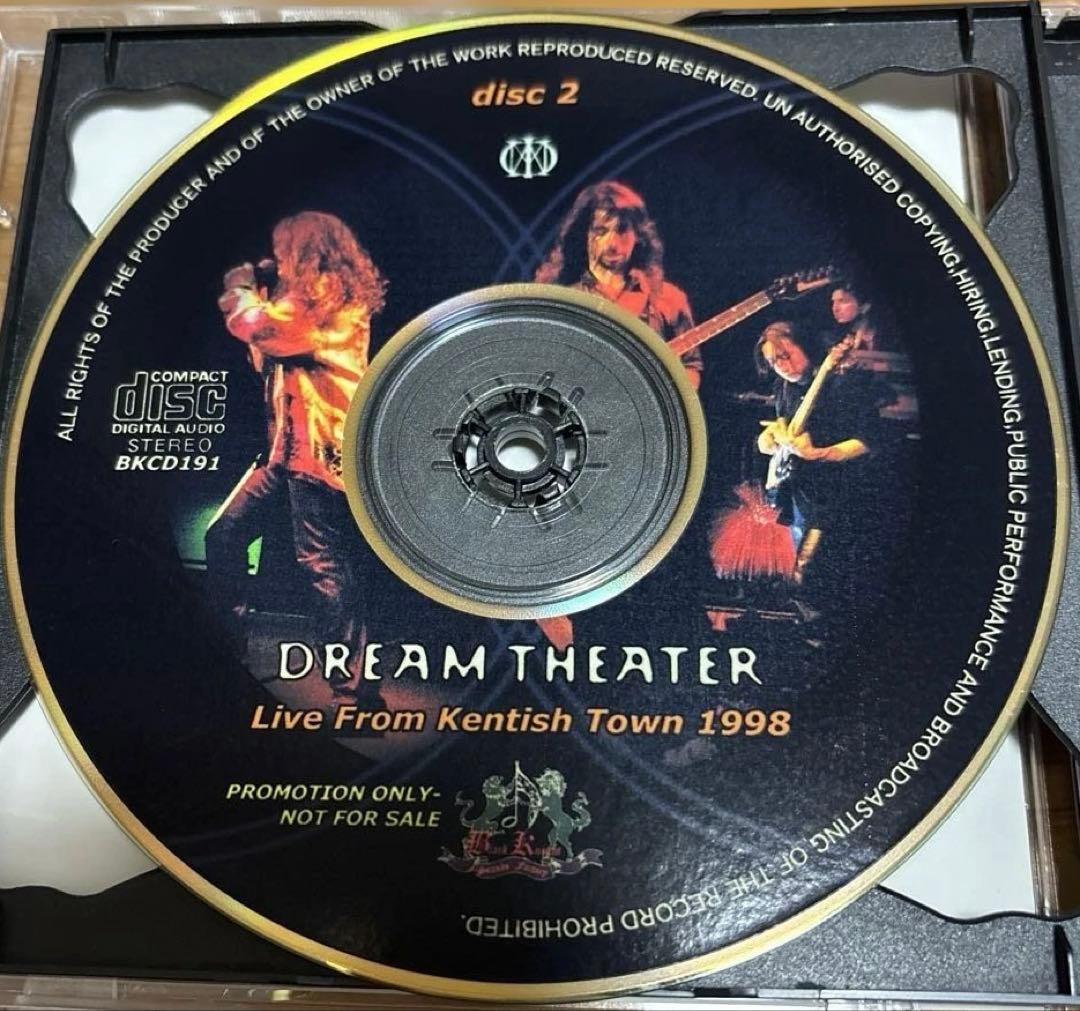 ALL RIGHTS OF THE PRODUCER AND OF THE OWNER OF THE WORK REPRODUCED RESERVED. UN AUTHORISED COPYING,HIRING,LENDING,PUBLIC PERFORMANCE AND BROADCASTING OF THE RECORD PROHIBITED.
disc 2
COMPACT
disc
DIGITAL AUDIO
STEREO
BKCD191
DREAM THEATER
Live From Kentish Town 1998
PROMOTION ONLY-
NOT FOR SALE